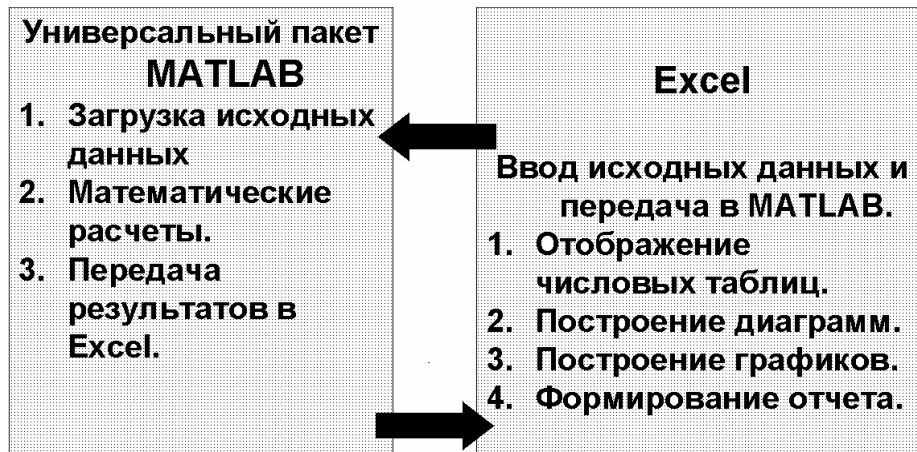 Универсальный пакет
MATLAB
1. Загрузка исходных
данных
2. Математические
расчеты.
3. Передача
результатов в
Excel.
Excel
Ввод исходных данных и
передача в MATLAB.
1. Отображение
числовых таблиц.
2. Построение диаграмм.
3. Построение графиков.
4. Формирование отчета.